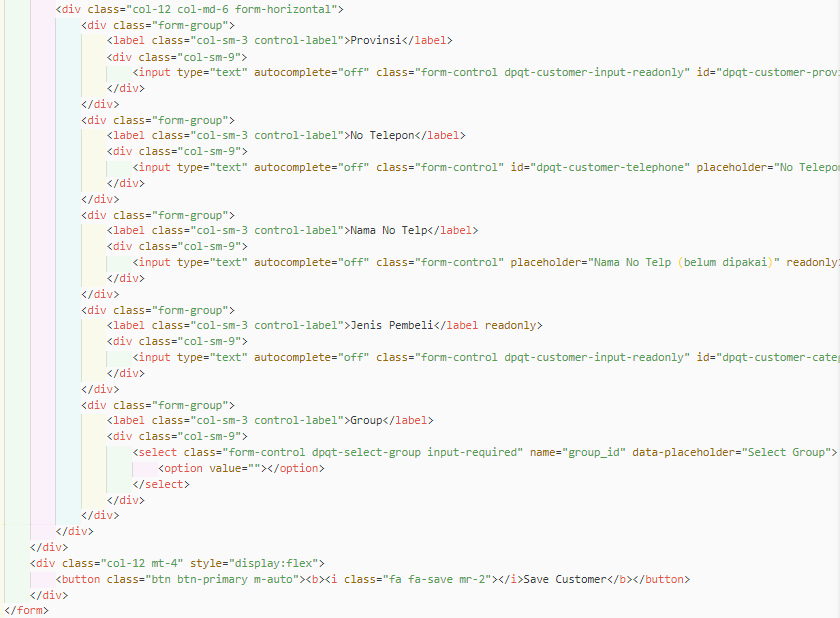 <div class="col-12 col-md-6 form-horizontal">
<div class="form-group">
<label class="col-sm-3 control-label">Provinsi</label>
<div class="col-sm-9">
<input type="text" autocomplete="off" class="form-control dpqt-customer-input-readonly" id="dpqt-customer-prov
</div>
</div>
<div class="form-group">
<label class="col-sm-3 control-label">No Telepon</label>
<div class="col-sm-9">
<input type="text" autocomplete="off" class="form-control" id="dpqt-customer-telephone" placeholder="No Telepo
</div>
</div>
<div class="form-group">
<label class="col-sm-3 control-label">Nama No Telp</label>
<div class="col-sm-9">
<input type="text" autocomplete="off" class="form-control" placeholder="Nama No Telp (belum dipakai)" readonly
</div>
</div>
<div class="form-group">
<label class="col-sm-3 control-label">Jenis Pembeli</label readonly>
<div class="col-sm-9">
<input type="text" autocomplete="off" class="form-control dpqt-customer-input-readonly" id="dpqt-customer-cate
</div>
</div>
<div class="form-group">
<label class="col-sm-3 control-label">Group</label>
<div class="col-sm-9">
<select class="form-control dpqt-select-group input-required" name="group_id" data-placeholder="Select Group">
<option value=""></option>
</select>
</div>
</div>
</div>
</div>
<div class="col-12 mt-4" style="display:flex">
<button class="btn btn-primary m-auto"><b><i class="fa fa-save mr-2"></i>Save Customer</b></button>
</div>
</form>